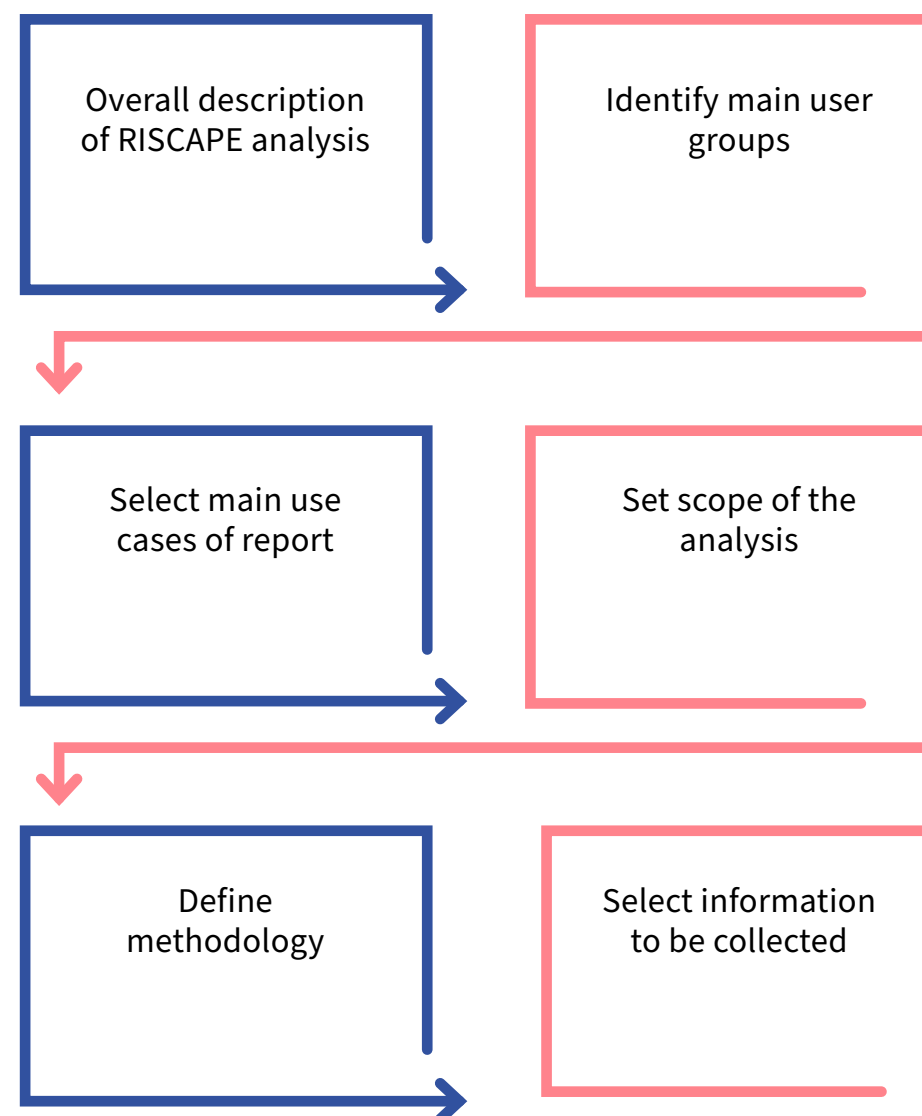 Overall description
of RISCAPE analysis
Identify main user
groups
Select main use
cases of report
Set scope of the
analysis
Define
methodology
Select information
to be collected